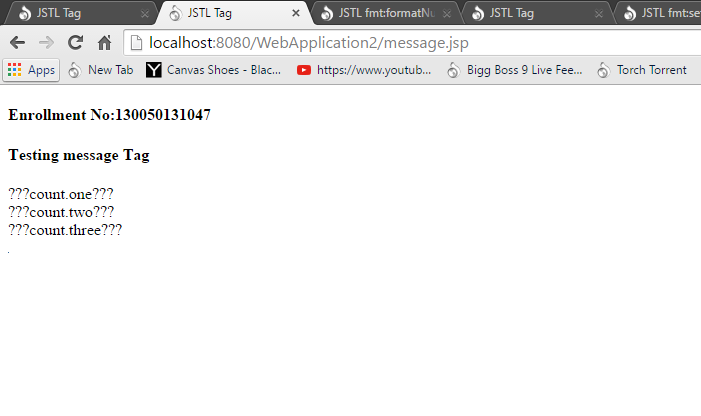 JSTL Tag
JSTL Tag
JSTL fmt:formatNu
JSTL Tag
JSTL fmt:se
localhost:8080/WebApplication2/message.jsp
Apps
New Tab
Canvas Shoes - Blac...
https://www.youtub...
Bigg Boss 9 Live Fee...
Torch Torrent
Enrollment No:130050131047
Testing message Tag
???count.one???
???count.two???
???count.three???
.